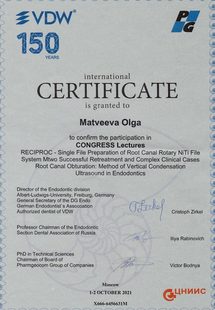 VDW
PG
150
YEARS
international
CERTIFICATE
is granted to
Matveeva Olga
to confirm the participation in
CONGRESS Lectures
RECIPROC - Single File Preparation of Root Canal Rotary NiTi File
System Mtwo Successful Retreatment and Complex Clinical Cases
Root Canal Obturation: Method of Vertical Condensation
Ultrasound in Endodontics
Director of the Endodontic division
Albert-Ludwigs-University, Freiburg, Germany
General Secretary of the DG Endo
German Endodontist's Association
Authorized dentist of VDW
Cristoph Zirkel
Professor Chairman of the Endodontic
Section Dental Association of Russia
Iliya Rabinovich
PhD in Technical Sciences
Chairman of Board of
Pharmgeocom Group of Companies
Victor Bodnya
Moscow
1-2 OCTOBER 2021
X666-6496631M
ЦНИИС